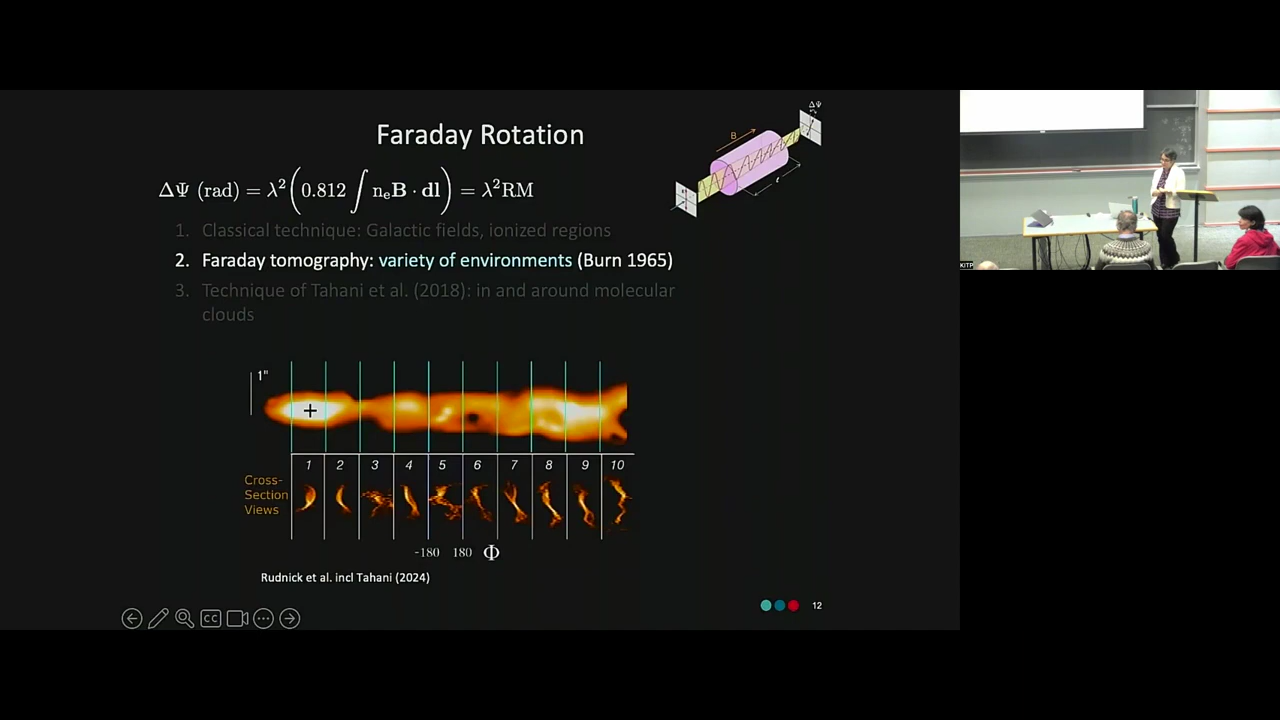 Faraday Rotation
ΔΨ (rad) = λ²(0.812 ∫ nₑB · dl) = λ²RM
B
ΔΨ
1. Classical technique: Galactic fields, ionized regions
2. Faraday tomography: variety of environments (Burn 1965)
3. Technique of Tahani et al. (2018): in and around molecular
clouds
1"
1 2 3 4 5 6 7 8 9 10
Cross-
Section
Views
-180 180 Φ
Rudnick et al. incl Tahani (2024)
CC
12
KITP